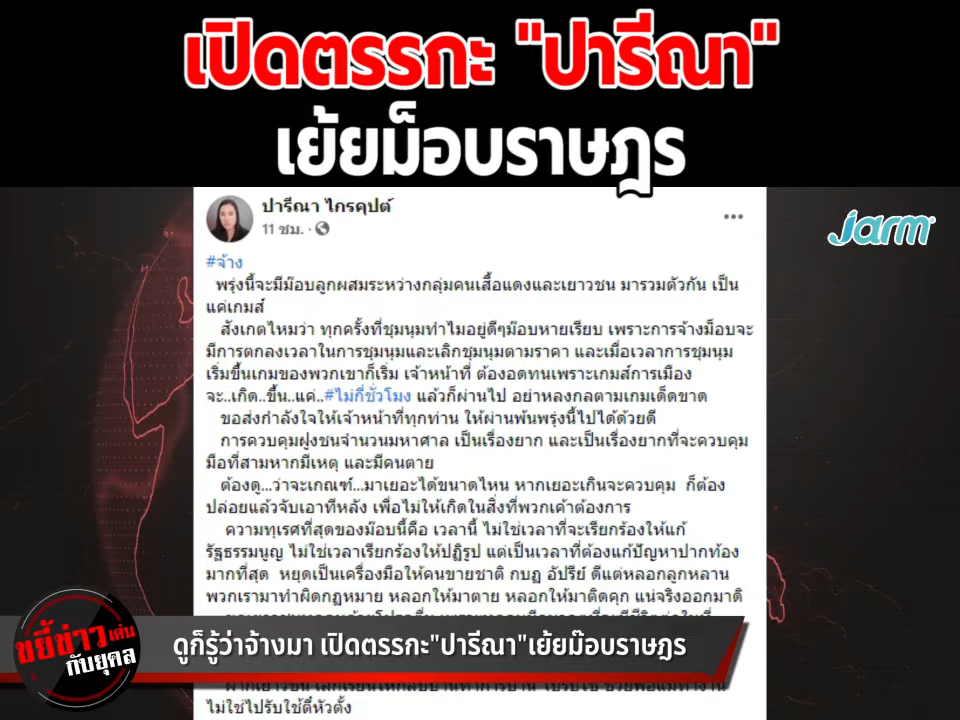 เปิดตรรกะ "ปารีณา"
เย้ยม็อบราษฎร
ปารีณา ไกรคุปต์
11 ชม.
jarm
#จ้าง
พรุ่งนี้จะมีม๊อบลูกผสมระหว่างกลุ่มคนเสื้อแดงและเยาวชน มารวมตัวกัน เป็น
แค่เกมส์
สังเกตไหมว่า ทุกครั้งที่ชุมนุมทำไมอยู่ดีๆม๊อบหายเรียบ เพราะการจ้างม็อบจะ
มีการตกลงเวลาในการชุมนุมและเลิกชุมนุมตามราคา และเมื่อเวลาการชุมนุม
เริ่มขึ้นเกมของพวกเขาก็เริ่ม เจ้าหน้าที่ ต้องอดทนเพราะเกมส์การเมือง
จะ..เกิด..ขึ้น..แค่..#ไม่กี่ชั่วโมง แล้วก็ผ่านไป อย่าหลงกลตามเกมเด็ดขาด
ขอส่งกำลังใจให้เจ้าหน้าที่ทุกท่าน ให้ผ่านพ้นพรุ่งนี้ไปได้ด้วยดี
การควบคุมฝูงชนจำนวนมหาศาล เป็นเรื่องยาก และเป็นเรื่องยากที่จะควบคุม
มือที่สามหากมีเหตุ และมีคนตาย
ต้องดู...ว่าจะเกณฑ์...มาเยอะได้ขนาดไหน หากเยอะเกินจะควบคุม ก็ต้อง
ปล่อยแล้วจับเอาทีหลัง เพื่อไม่ให้เกิดในสิ่งที่พวกเค้าต้องการ
ความทุเรศที่สุดของม๊อบนี้คือ เวลานี้ ไม่ใช่เวลาที่จะเรียกร้องให้แก้
รัฐธรรมนูญ ไม่ใช่เวลาเรียกร้องให้ปฏิรูป แต่เป็นเวลาที่ต้องแก้ปัญหาปากท้อง
มากที่สุด หยุดเป็นเครื่องมือให้คนขายชาติ กบฏ อัปรีย์ ดีแต่หลอกลูกหลาน
พวกเรามาทำผิดกฏหมาย หลอกให้มาตาย หลอกให้มาติดคุก แน่จริงออกมาดิ
ขยี้ข่าวเด่น
กับยุคล
ดูก็รู้ว่าจ้างมา เปิดตรรกะ"ปารีณา"เย้ยม๊อบราษฎร
ไม่ใช่ไปรับใช้ตี๋หัวตั้ง